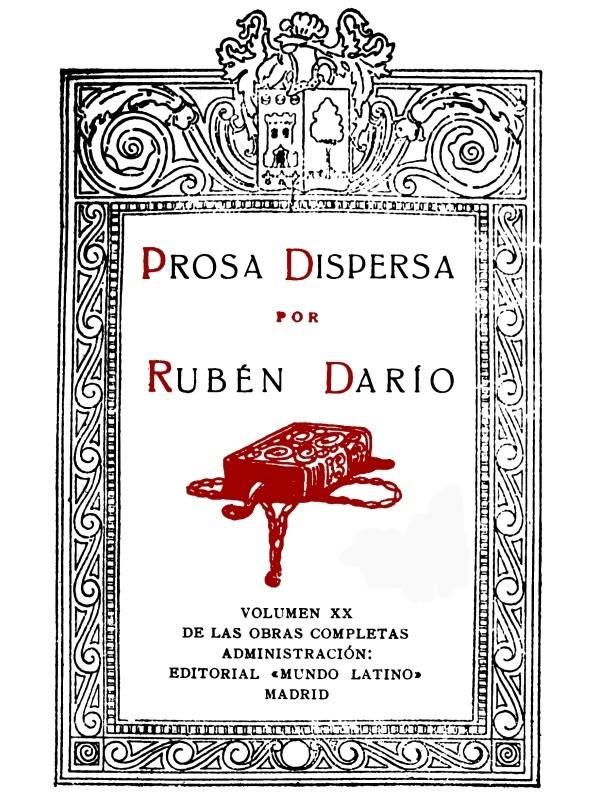 PROSA DISPERSA
POR
RUBÉN DARÍO
VOLUMEN XX
DE LAS OBRAS COMPLETAS
ADMINISTRACIÓN:
EDITORIAL «MUNDO LATINO»
MADRID